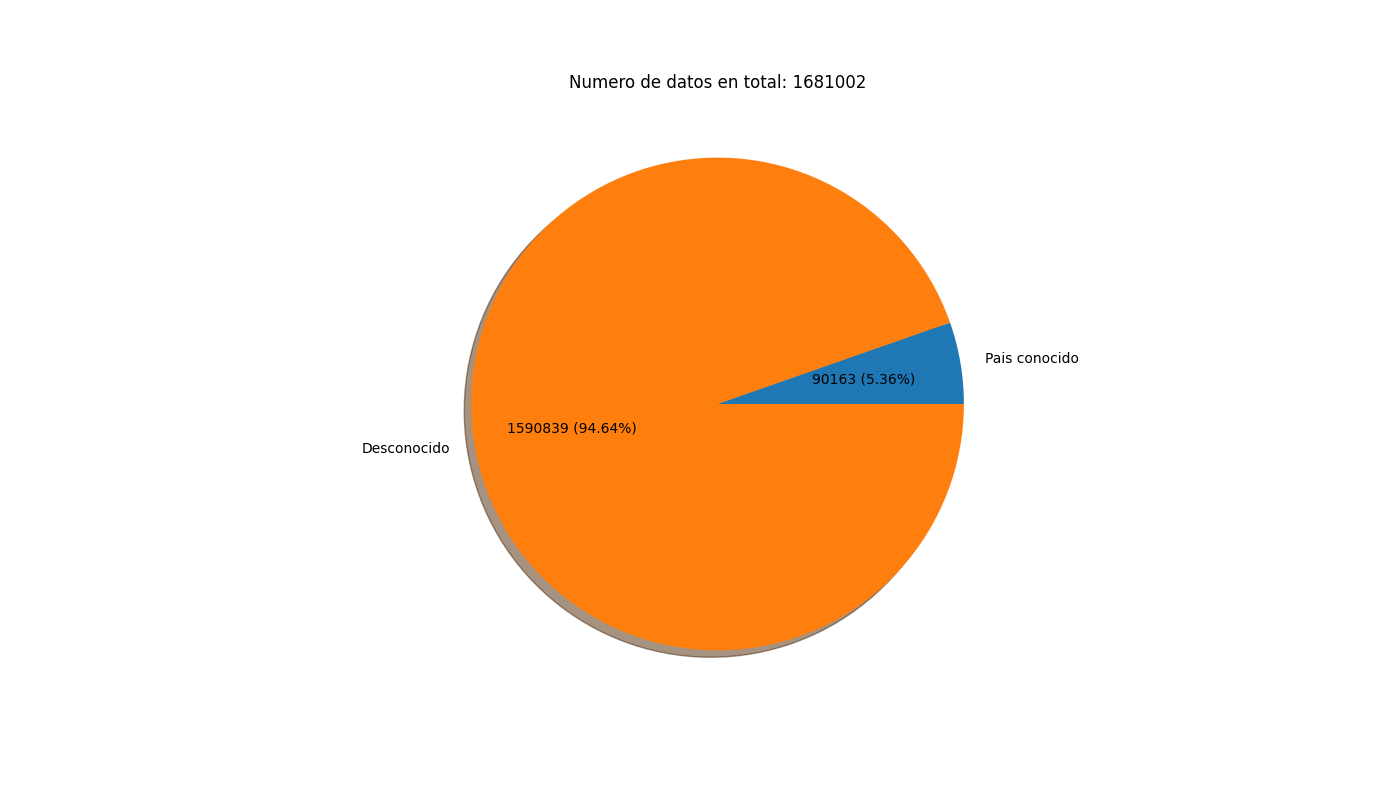 Numero de datos en total: 1681002
Pais conocido
90163 (5.36%)
1590839 (94.64%)
Desconocido